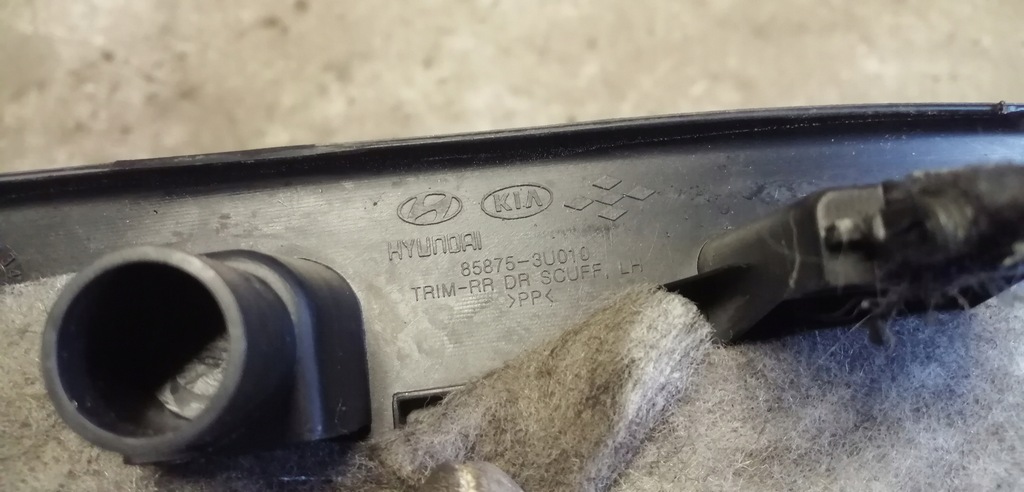 KIA
HYUNDAI
85875-3U010
TRIM-RR DR SCUFF, LH
>PP<